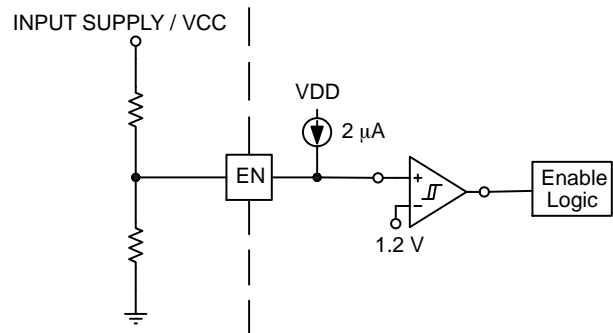 INPUT SUPPLY / VCC
VDD
2 μA
EN
+
−
1.2 V
Enable
Logic